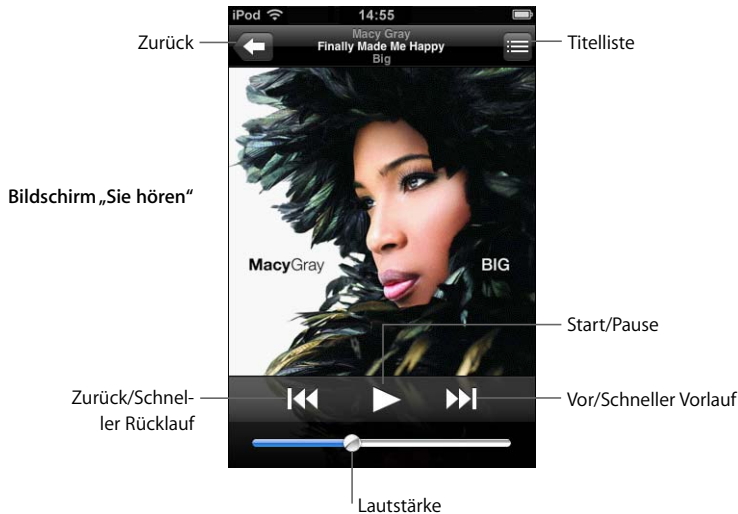 iPod 14:55
Zurück
Macy Gray
Finally Made Me Happy
Big
Titelliste
Bildschirm „Sie hören“
MacyGray BIG
Start/Pause
Zurück/Schnel-
ler Rücklauf
Vor/Schneller Vorlauf
Lautstärke